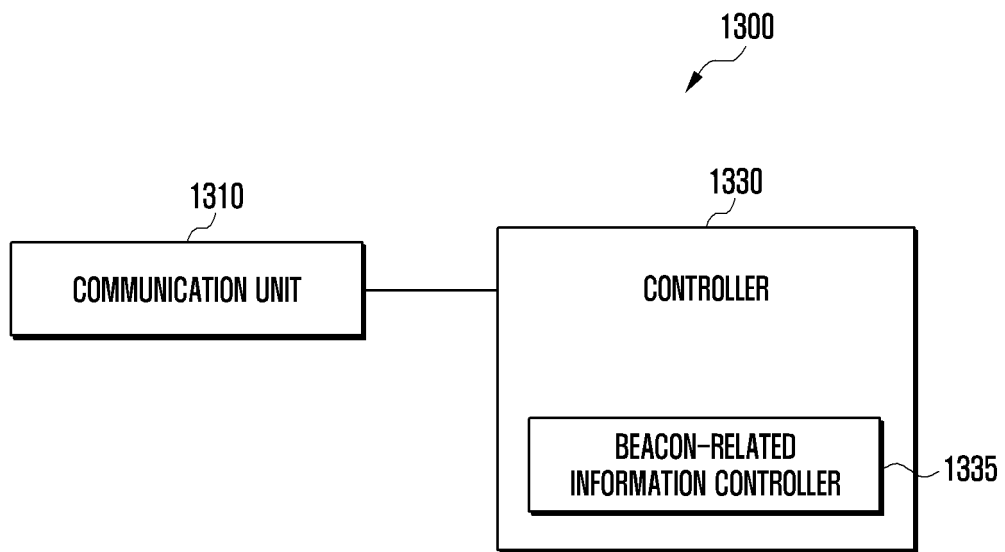 1300
1310
1330
COMMUNICATION UNIT
CONTROLLER
BEACON-RELATED
INFORMATION CONTROLLER
1335